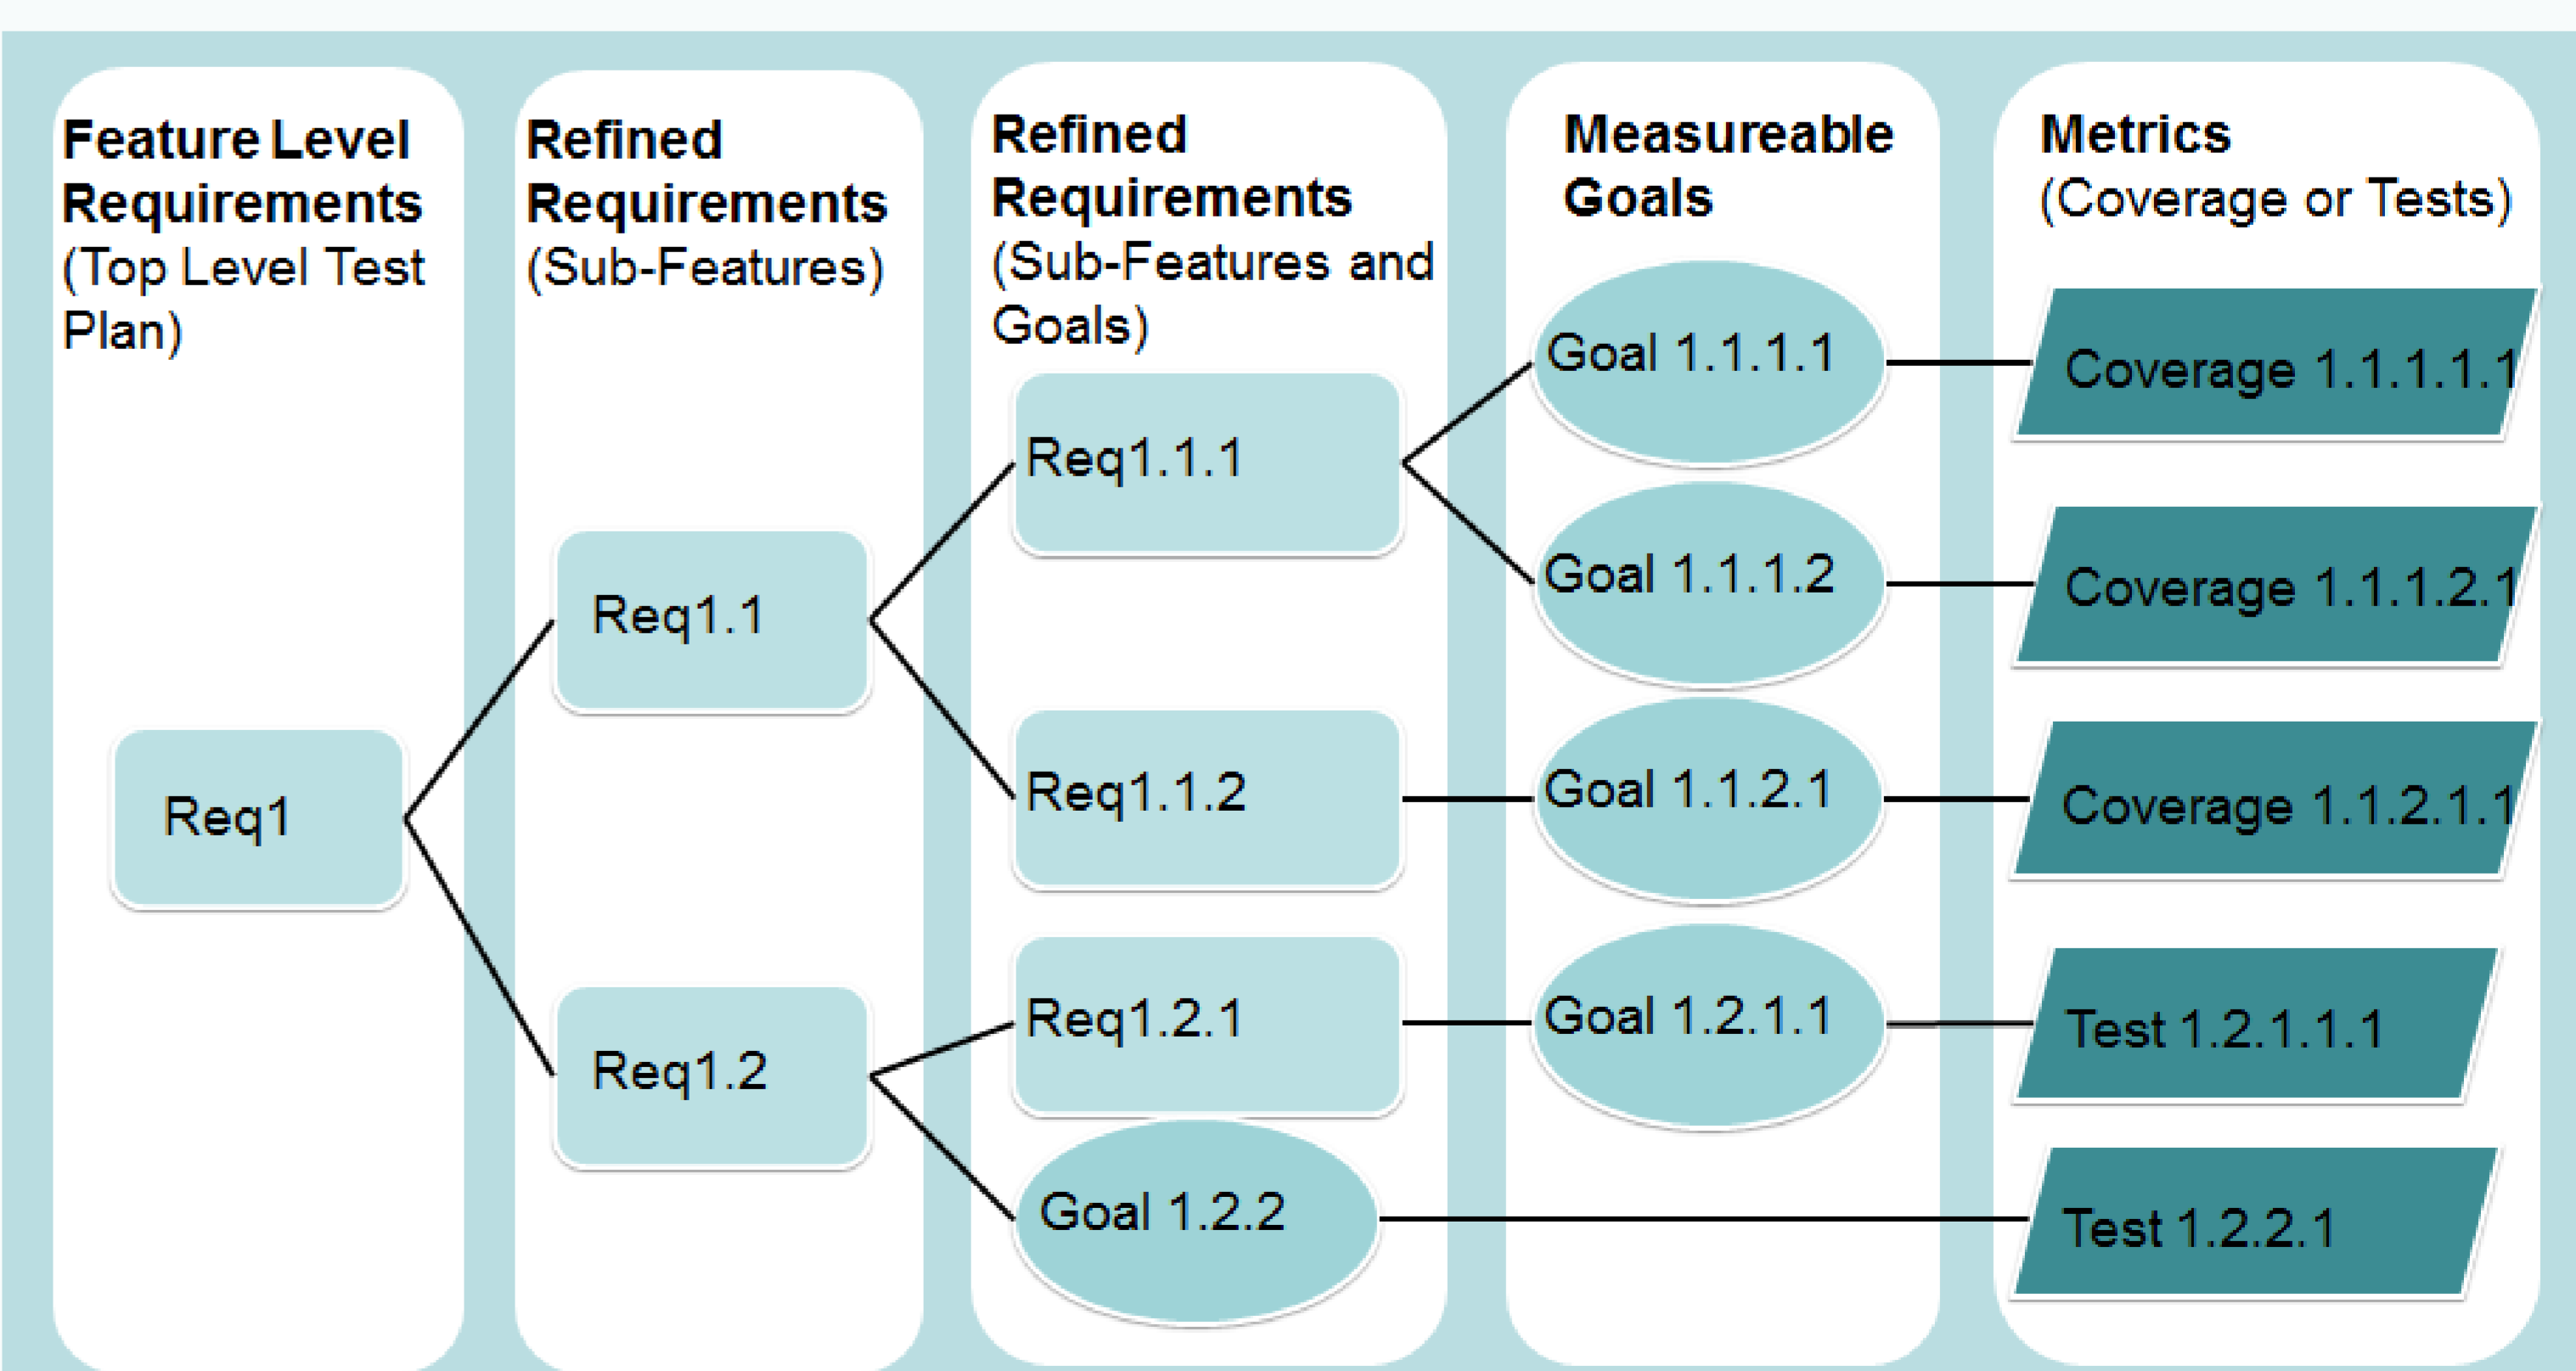 Feature Level
Requirements
(Top Level Test
Plan)
Refined
Requirements
(Sub-Features)
Refined
Requirements
(Sub-Features and
Goals)
Measureable
Goals
Metrics
(Coverage or Tests)
Req1
Req1.1
Req1.2
Req1.1.1
Req1.1.2
Req1.2.1
Goal 1.2.2
Goal 1.1.1.1
Goal 1.1.1.2
Goal 1.1.2.1
Goal 1.2.1.1
Coverage 1.1.1.1.1
Coverage 1.1.1.2.1
Coverage 1.1.2.1.1
Test 1.2.1.1.1
Test 1.2.2.1